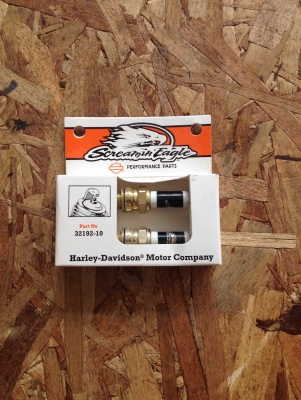 Screamin' Eagle
PERFORMANCE PARTS
Part No
32192-10
Harley-Davidson® Motor Company